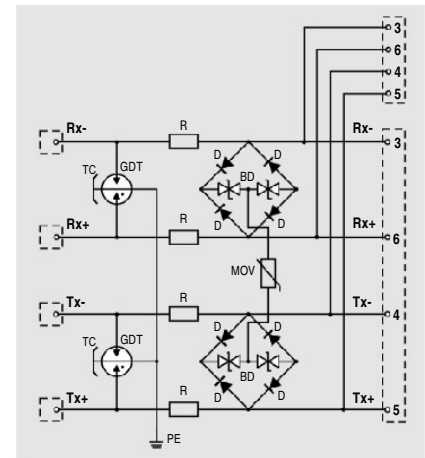 3
6
4
5
Rx- R Rx-
D D 3
TC GDT
BD
D D
Rx+ R Rx+
6
MOV
Tx- R Tx-
D D 4
TC GDT
BD
R D D
Tx+ Tx+
5
PE